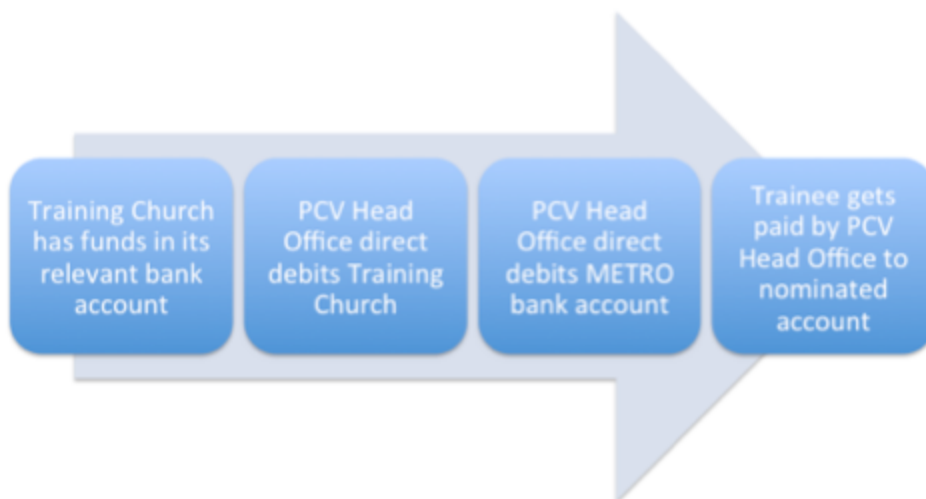 Training Church
has funds in its
relevant bank
account
PCV Head
Office direct
debits Training
Church
PCV Head
Office direct
debits METRO
bank account
Trainee gets
paid by PCV
Head Office to
nominated
account